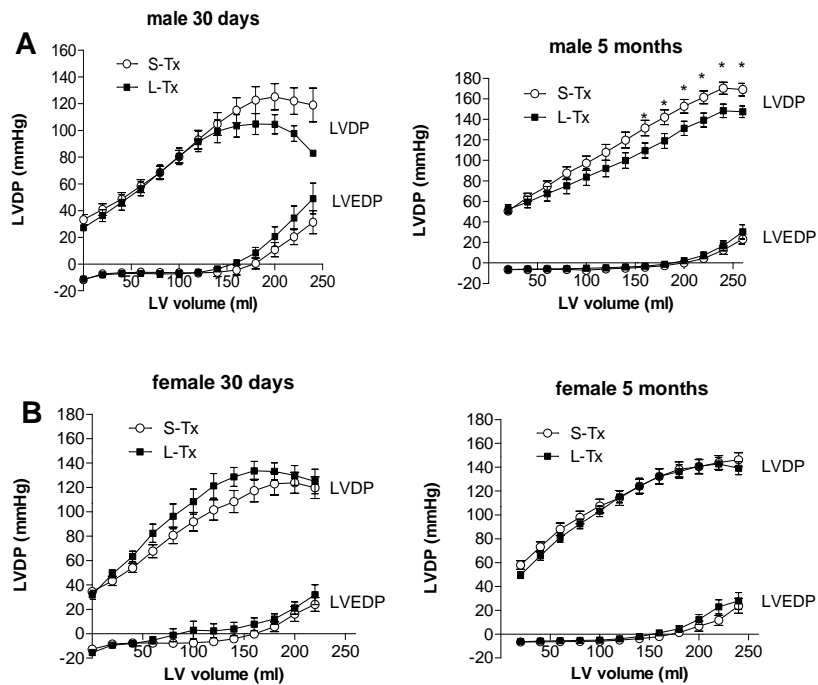 A
male 30 days
160
140
120
100
80
60
40
20
0
-20
LVDP (mmHg)
S-Tx
L-Tx
LVDP
LVEDP
50
100
150
200
250
LV volume (ml)
male 5 months
180
160
140
120
100
80
60
40
20
0
-20
LVDP (mmHg)
S-Tx
L-Tx
* * * * * *
LVDP
LVEDP
50
100
150
200
250
LV volume (ml)
B
female 30 days
180
160
140
120
100
80
60
40
20
0
-20
LVDP (mmHg)
S-Tx
L-Tx
LVDP
LVEDP
50
100
150
200
250
LV volume (ml)
female 5 months
180
160
140
120
100
80
60
40
20
0
-20
LVDP (mmHg)
S-Tx
L-Tx
LVDP
LVEDP
50
100
150
200
250
LV volume (ml)